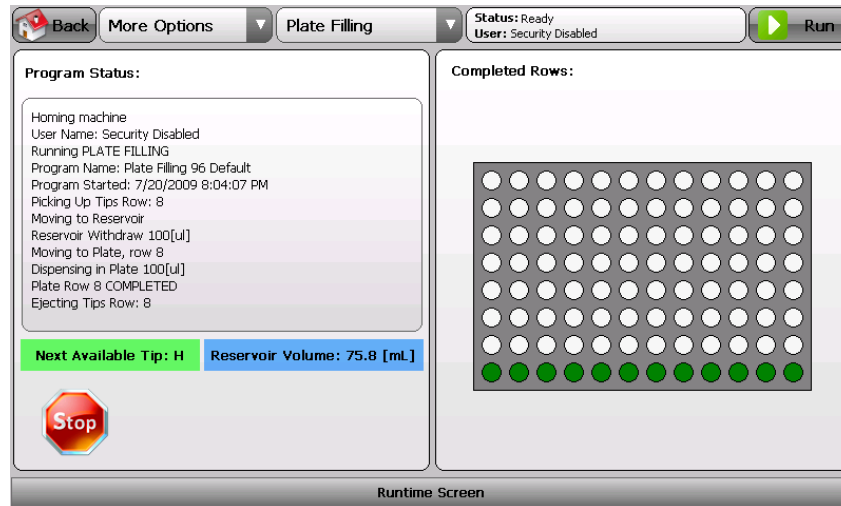 Back
More Options
Plate Filling
Status: Ready
User: Security Disabled
Run
Program Status:
Homing machine
User Name: Security Disabled
Running PLATE FILLING
Program Name: Plate Filling 96 Default
Program Started: 7/20/2009 8:04:07 PM
Picking Up Tips Row: 8
Moving to Reservoir
Reservoir Withdraw 100[ul]
Moving to Plate, row 8
Dispensing in Plate 100[ul]
Plate Row 8 COMPLETED
Ejecting Tips Row: 8
Next Available Tip: H
Reservoir Volume: 75.8 [mL]
Stop
Completed Rows:
Runtime Screen